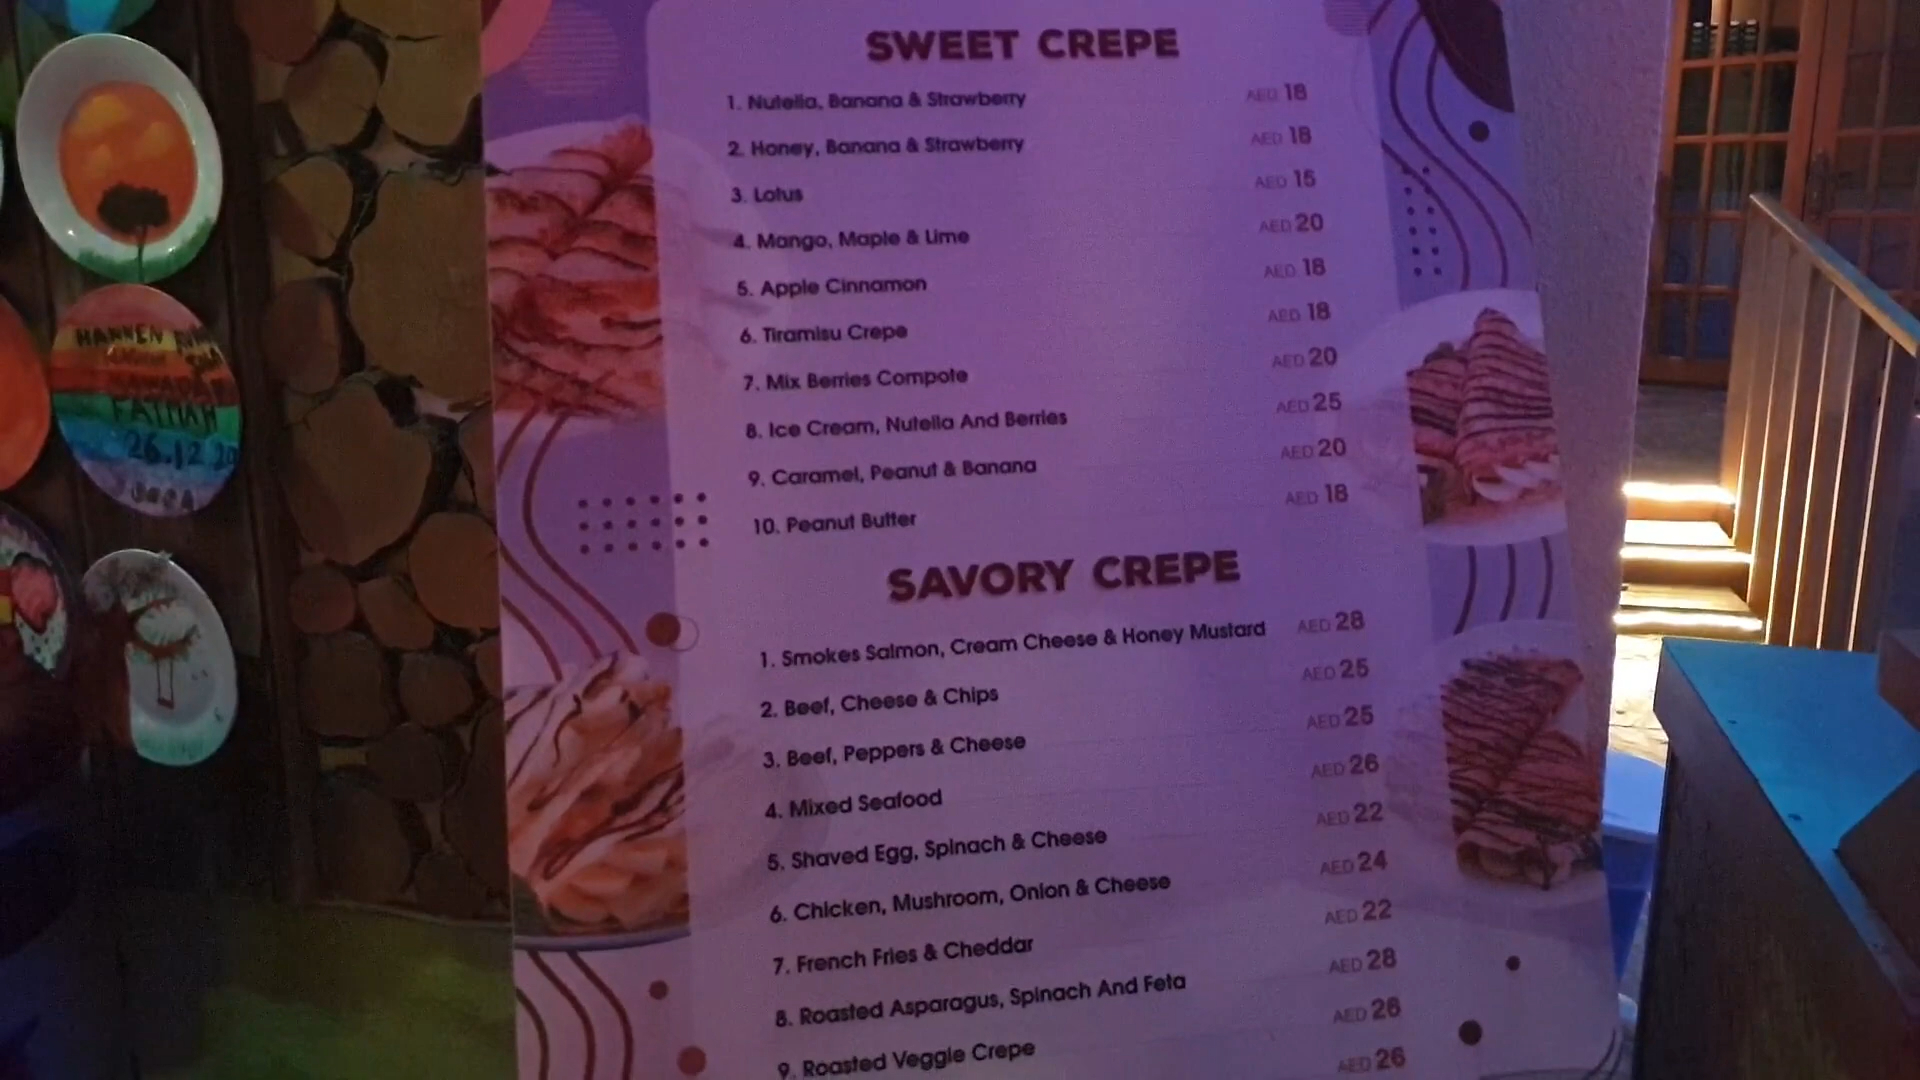 SWEET CREPE
1. Nutella, Banana & Strawberry AED 18
2. Honey, Banana & Strawberry AED 18
3. Lotus AED 15
4. Mango, Maple & Lime AED 20
5. Apple Cinnamon AED 18
6. Tiramisu Crepe AED 18
7. Mix Berries Compote AED 20
8. Ice Cream, Nutella And Berries AED 25
9. Caramel, Peanut & Banana AED 20
10. Peanut Butter AED 18
SAVORY CREPE
1. Smokes Salmon, Cream Cheese & Honey Mustard AED 28
2. Beef, Cheese & Chips AED 25
3. Beef, Peppers & Cheese AED 25
4. Mixed Seafood AED 26
5. Shaved Egg, Spinach & Cheese AED 22
6. Chicken, Mushroom, Onion & Cheese AED 24
7. French Fries & Cheddar AED 22
8. Roasted Asparagus, Spinach And Feta AED 28
9. Roasted Veggie Crepe AED 26
AED 26
HANNEN
FATMAH
26.12.20